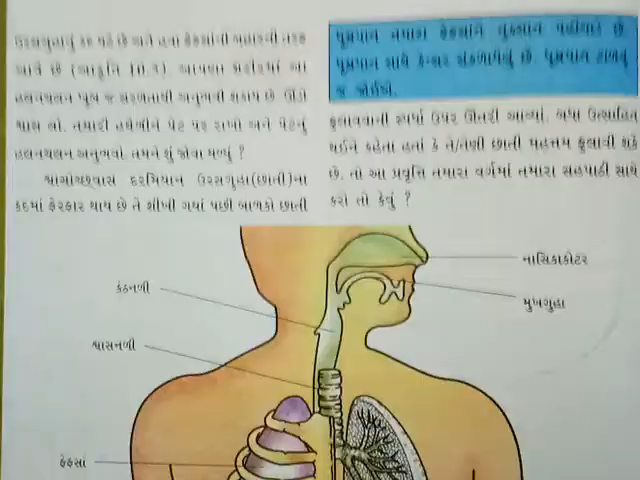 ઉરસગુહાનું કદ ઘટે છે અને હવા ફેફસાંની બહારની તરફ
આવે છે (આકૃતિ 10.3). આપણા શરીરમાં આ
હલનચલન ખૂબ જ સરળતાથી અનુભવી શકાય છે. ઊંડો
શ્વાસ લો. તમારી હથેળીને પેટ પર રાખો અને પેટનું
હલનચલન અનુભવો. તમને શું જોવા મળ્યું ?
શ્વાસોચ્છ્વાસ દરમિયાન ઉરસગુહા(છાતી)ના
કદમાં ફેરફાર થાય છે તે શીખી ગયાં પછી બાળકો છાતી
ધૂમ્રપાન તમારા ફેફસાંને નુકસાન પહોંચાડે છે.
ધૂમ્રપાન સાથે કૅન્સર સંકળાયેલું છે. ધૂમ્રપાન ટાળવું
જ જોઈએ.
ફુલાવવાની સ્પર્ધા ઉપર ઊતરી આવ્યાં. બધા ઉત્સાહિત
થઈને કહેતા હતાં કે તે/તેણી છાતી મહત્તમ ફુલાવી શકે
છે. તો આ પ્રવૃત્તિ તમારા વર્ગમાં તમારા સહપાઠી સાથે
કરો તો કેવું ?
નાસિકાકોટર
કંઠનળી
મુખગુહા
શ્વાસનળી
ફેફસાં